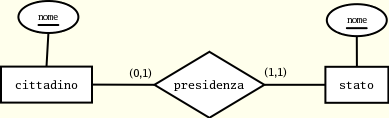 nome
nome
(0,1)
(1,1)
cittadino
presidenza
stato